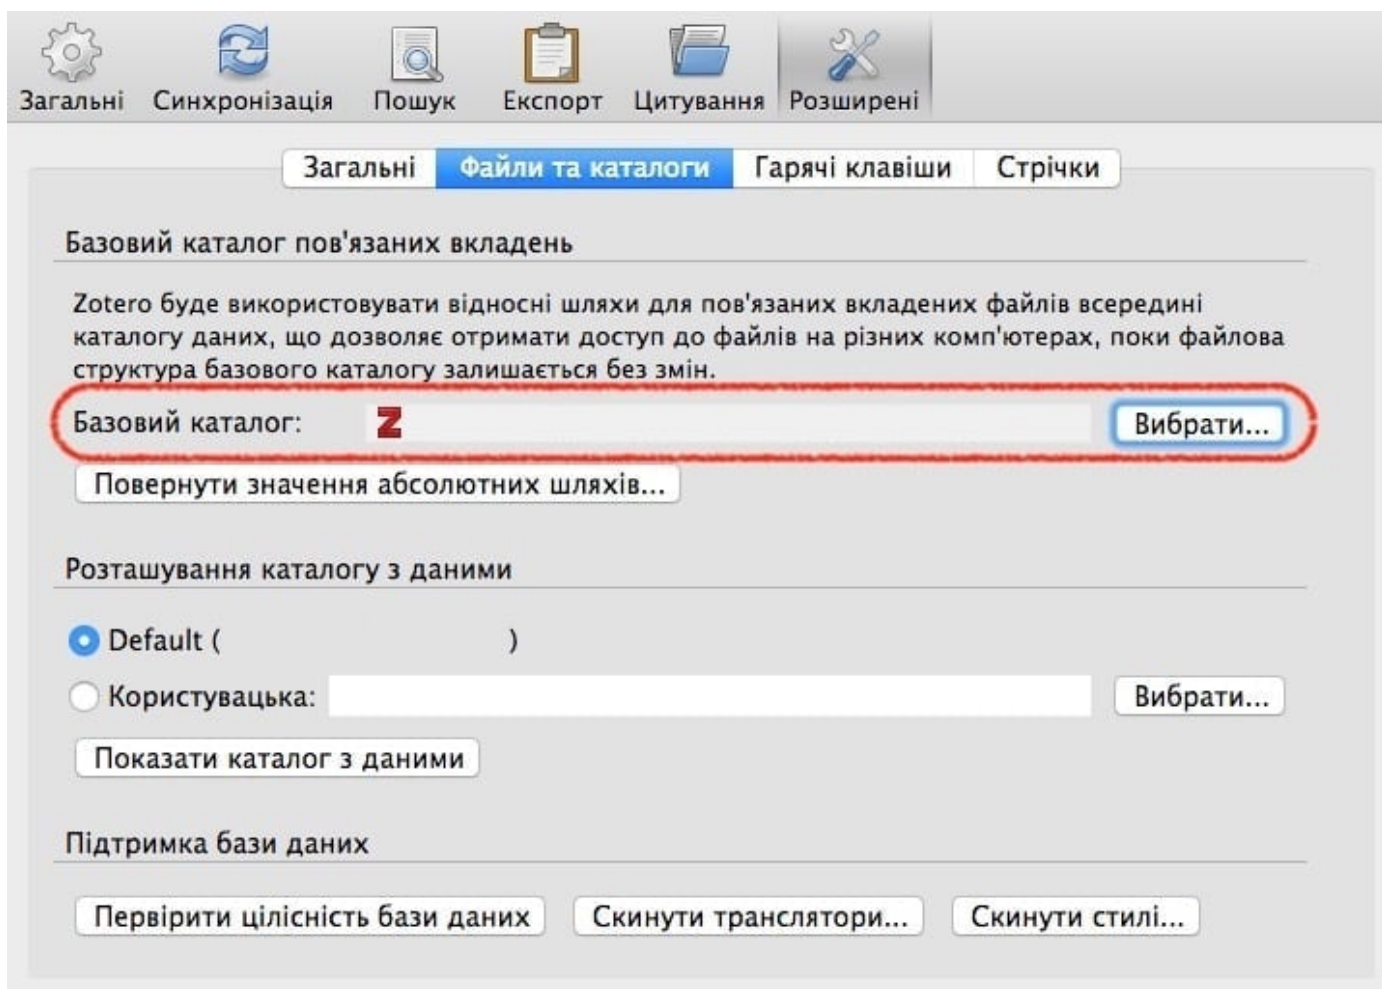 Загальні Синхронізація Пошук Експорт Цитування Розширені
Загальні Файли та каталоги Гарячі клавіши Стрічки
Базовий каталог пов'язаних вкладень
Zotero буде використовувати відносні шляхи для пов'язаних вкладених файлів всередині
каталогу даних, що дозволяє отримати доступ до файлів на різних комп'ютерах, поки файлова
структура базового каталогу залишається без змін.
Базовий каталог: Z Вибрати...
Повернути значення абсолютних шляхів...
Розташування каталогу з даними
Default ( )
Користувацька: Вибрати...
Показати каталог з даними
Підтримка бази даних
Первірити цілісність бази даних Скинути транслятори... Скинути стилі...